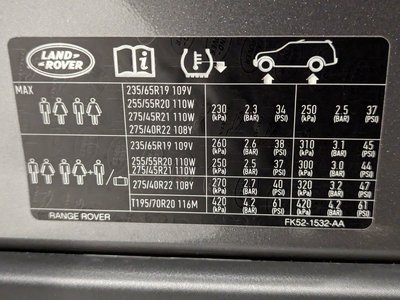 LAND-
ROVER
MAX
235/65R19 109V
255/55R20 110W
275/45R21 110W
275/40R22 108Y
230 (kPa) 2.3 (BAR) 34 (PSI) 250 (kPa) 2.5 (BAR) 37 (PSI)
235/65R19 109V 260 (kPa) 2.6 (BAR) 38 (PSI) 310 (kPa) 3.1 (BAR) 45 (PSI)
255/55R20 110W
275/45R21 110W
250 (kPa) 2.5 (BAR) 37 (PSI) 300 (kPa) 3.0 (BAR) 44 (PSI)
275/40R22 108Y 270 (kPa) 2.7 (BAR) 40 (PSI) 320 (kPa) 3.2 (BAR) 47 (PSI)
T195/70R20 116M 420 (kPa) 4.2 (BAR) 61 (PSI) 420 (kPa) 4.2 (BAR) 61 (PSI)
RANGE ROVER FK52-1532-AA